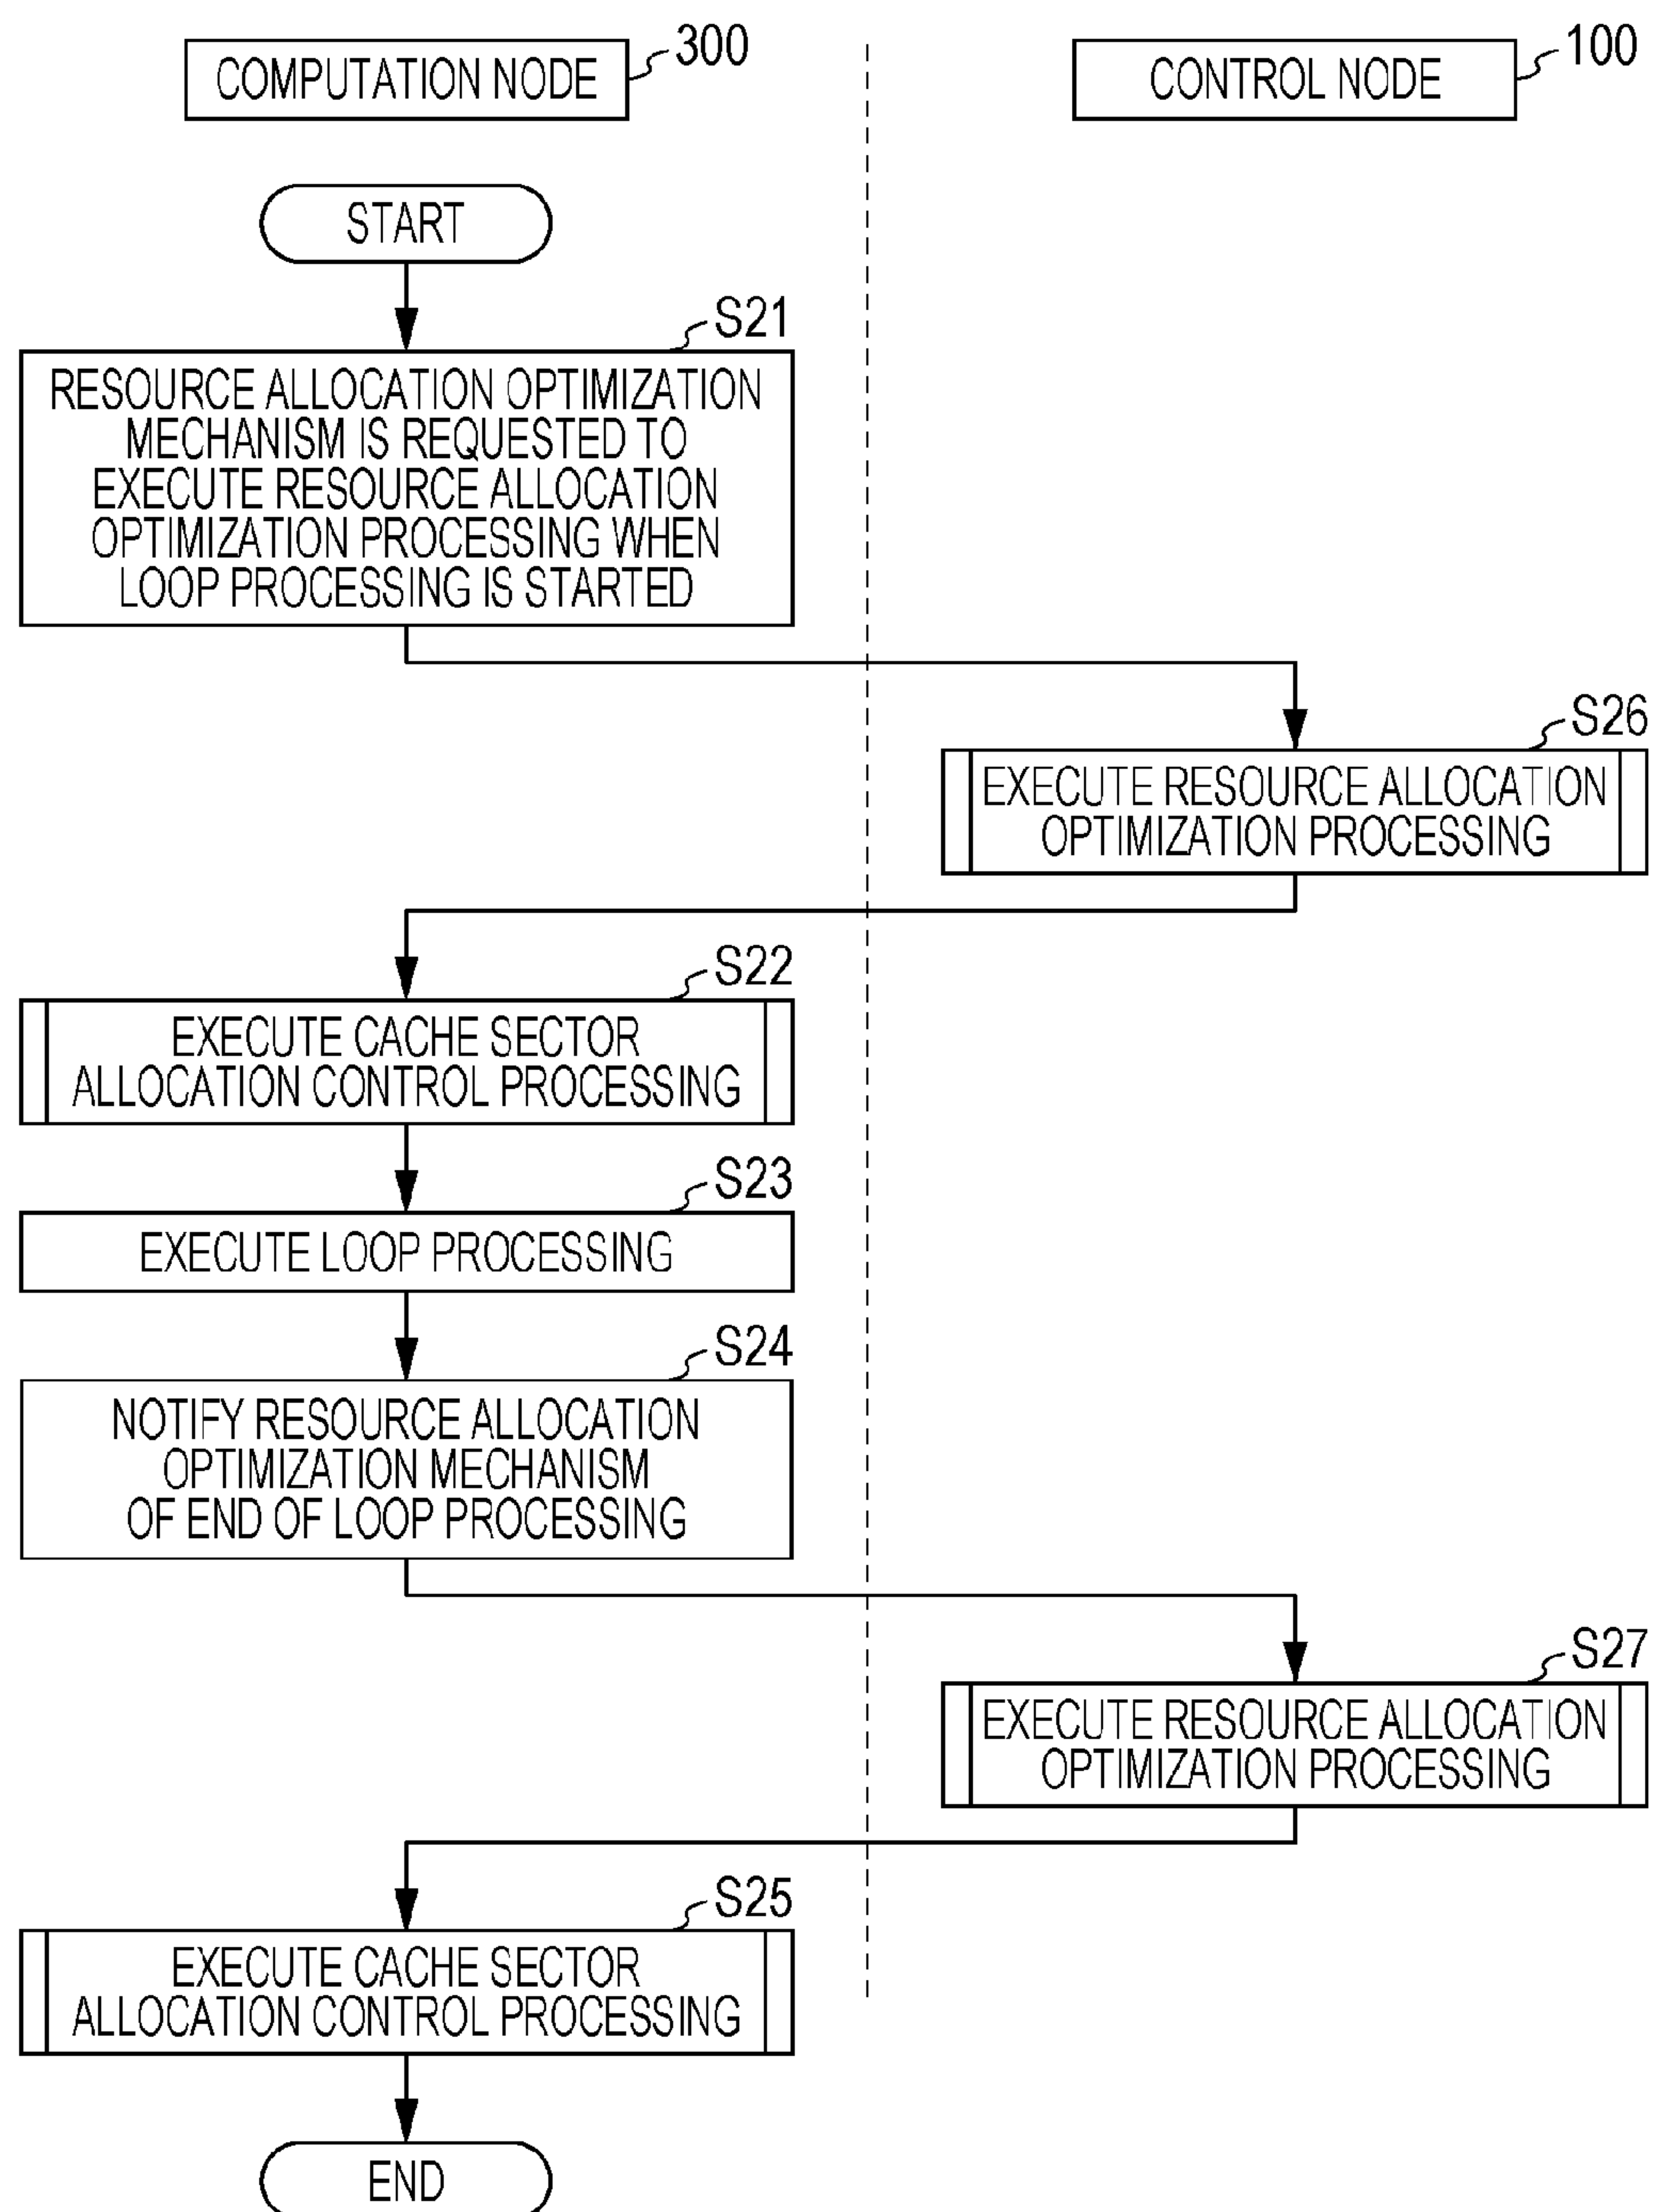 COMPUTATION NODE
300
CONTROL NODE
100
START
S21
RESOURCE ALLOCATION OPTIMIZATION
MECHANISM IS REQUESTED TO
EXECUTE RESOURCE ALLOCATION
OPTIMIZATION PROCESSING WHEN
LOOP PROCESSING IS STARTED
S26
EXECUTE RESOURCE ALLOCATION
OPTIMIZATION PROCESSING
S22
EXECUTE CACHE SECTOR
ALLOCATION CONTROL PROCESSING
S23
EXECUTE LOOP PROCESSING
S24
NOTIFY RESOURCE ALLOCATION
OPTIMIZATION MECHANISM
OF END OF LOOP PROCESSING
S27
EXECUTE RESOURCE ALLOCATION
OPTIMIZATION PROCESSING
S25
EXECUTE CACHE SECTOR
ALLOCATION CONTROL PROCESSING
END